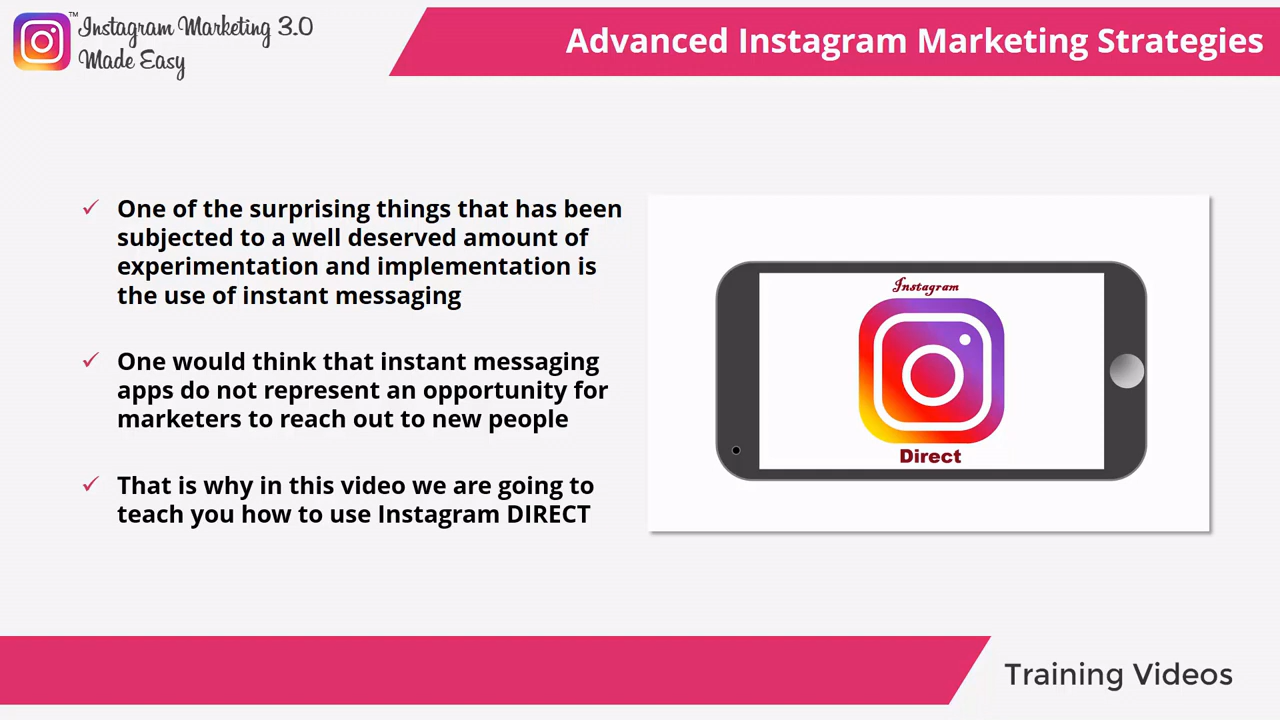 Instagram Marketing 3.0
Made Easy
TM
Advanced Instagram Marketing Strategies
✓ One of the surprising things that has been
subjected to a well deserved amount of
experimentation and implementation is
the use of instant messaging
✓ One would think that instant messaging
apps do not represent an opportunity for
marketers to reach out to new people
✓ That is why in this video we are going to
teach you how to use Instagram DIRECT
Instagram
Direct
Training Videos